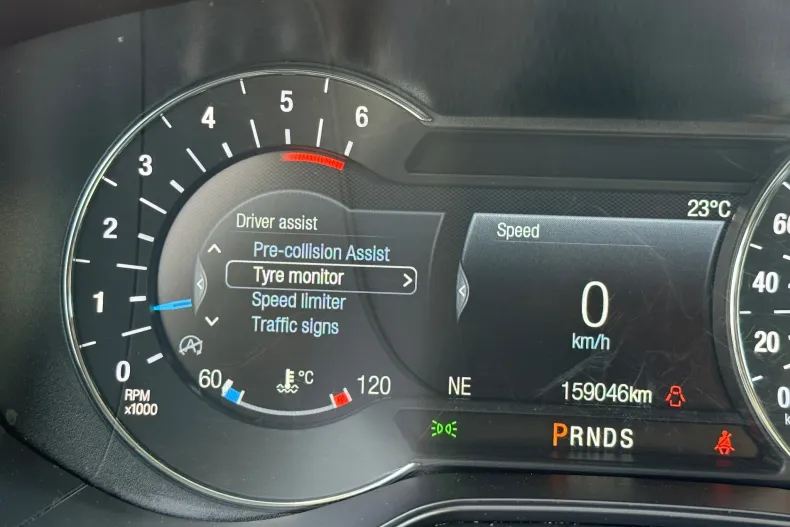 5
6
4
3
2
1
0
RPM
x1000
Driver assist
Pre-collision Assist
Tyre monitor
Speed limiter
Traffic signs
60
°C
120
23°C
Speed
0
km/h
NE
159046km
PRNDS
60
40
20
0